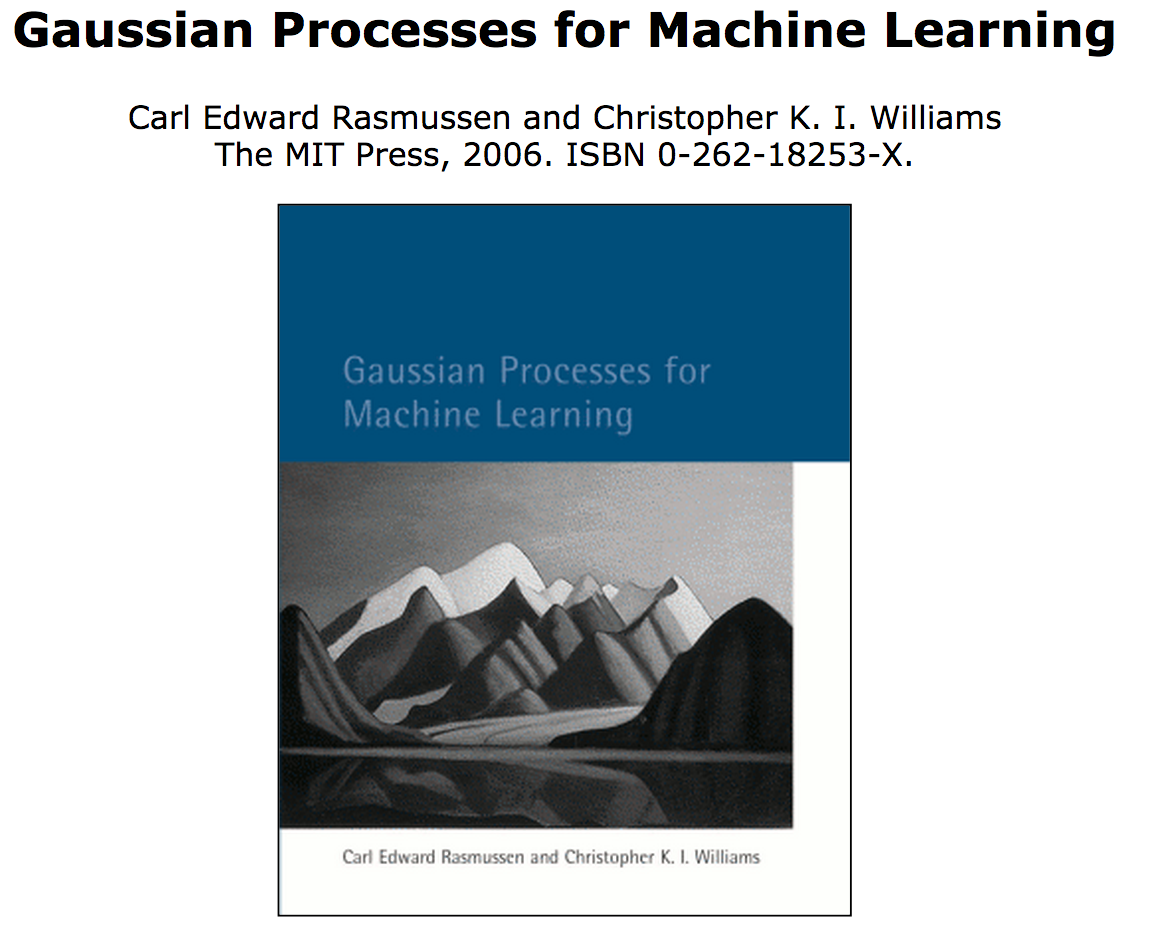 Gaussian Processes for Machine Learning
Carl Edward Rasmussen and Christopher K. I. Williams
The MIT Press, 2006. ISBN 0-262-18253-X.
Gaussian Processes for
Machine Learning
Carl Edward Rasmussen and Christopher K. I. Williams